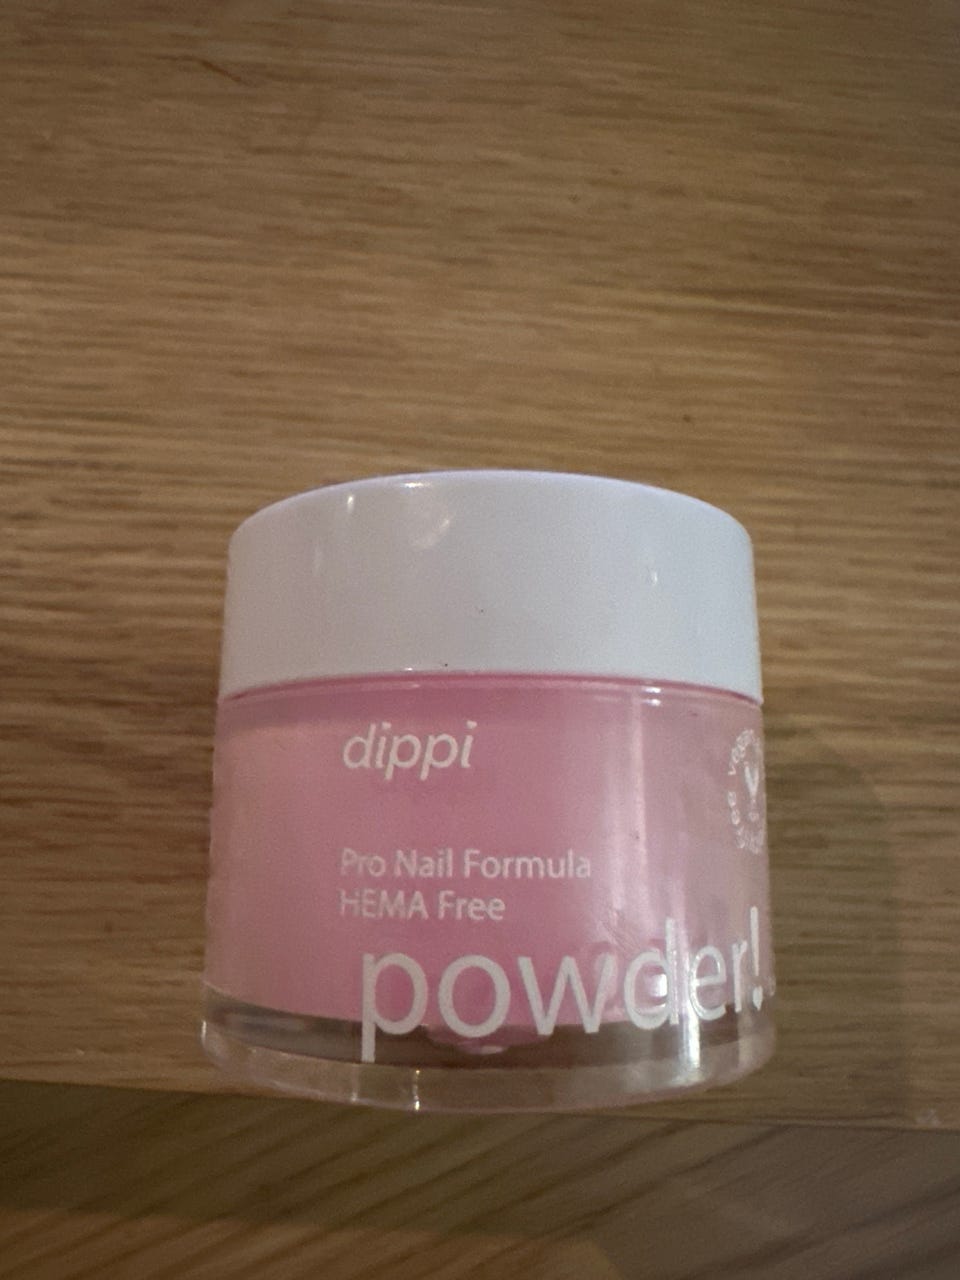 dippi
Pro Nail Formula
HEMA Free
powder!